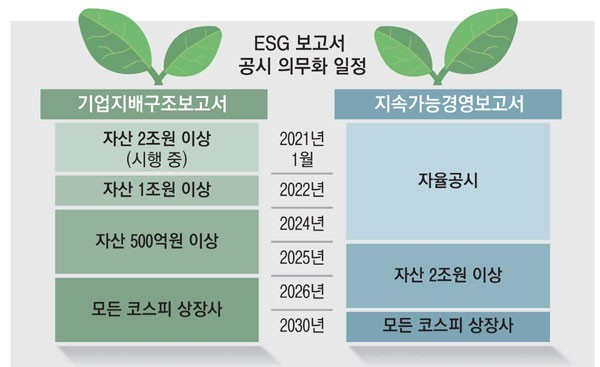 ESG 보고서
공시 의무화 일정
기업지배구조보고서
지속가능경영보고서
자산 2조원 이상
(시행 중)
2021년
1월
자율공시
자산 1조원 이상
2022년
2024년
자산 500억원 이상
2025년
자산 2조원 이상
2026년
모든 코스피 상장사
2030년
모든 코스피 상장사